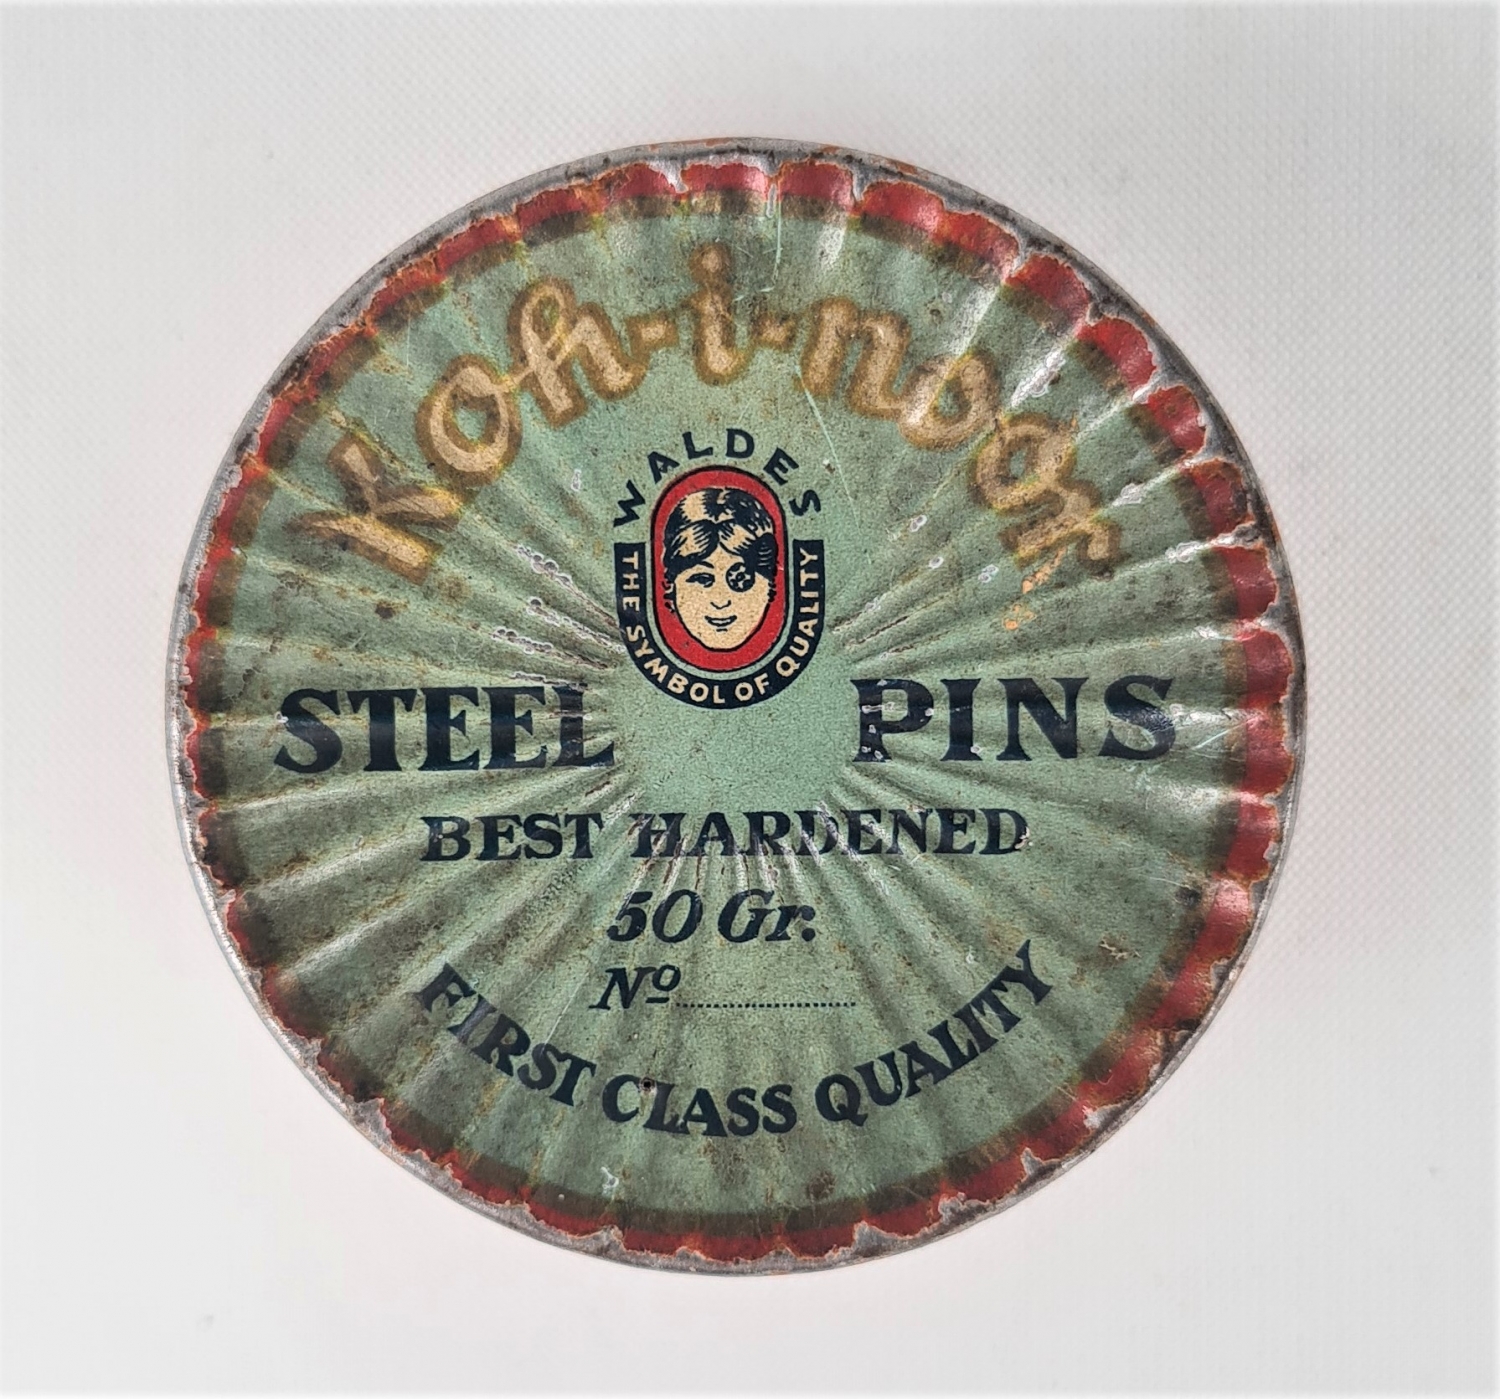 Koh-i-noor
WALDES
THE SYMBOL OF QUALITY
STEEL PINS
BEST HARDENED
50 Gr.
Nº
FIRST CLASS QUALITY